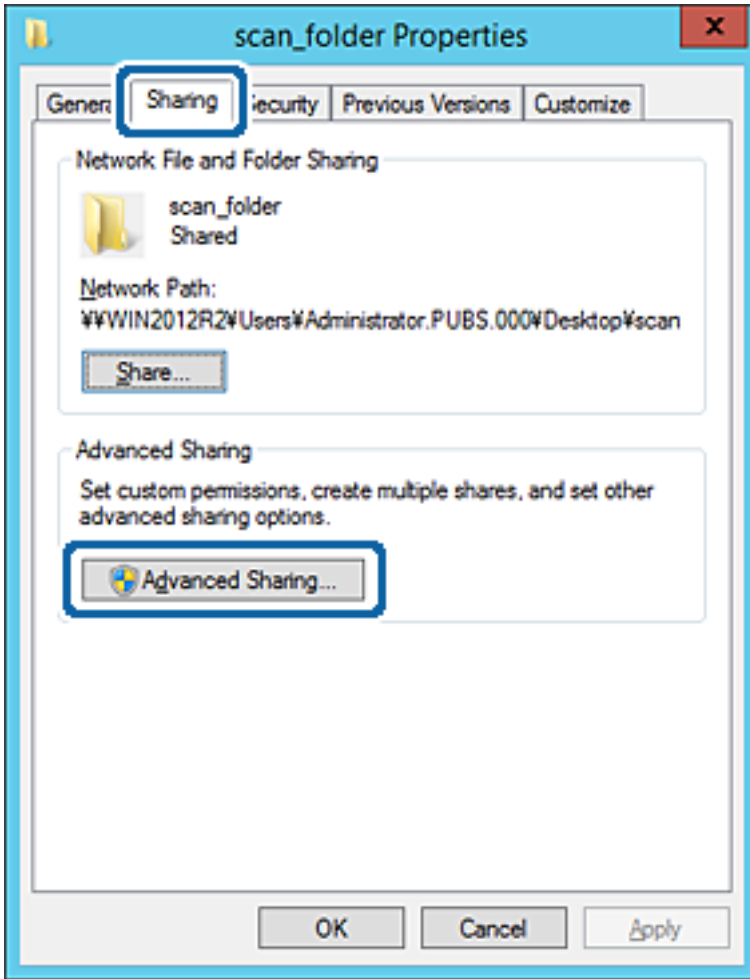 scan_folder Properties
x
Genera Sharing ecurity Previous Versions Customize
Network File and Folder Sharing
scan_folder
Shared
Network Path:
¥¥WIN2012R2¥Users¥Administrator.PUBS.000¥Desktop¥scan
Share...
Advanced Sharing
Set custom permissions, create multiple shares, and set other
advanced sharing options.
Advanced Sharing...
OK Cancel Apply